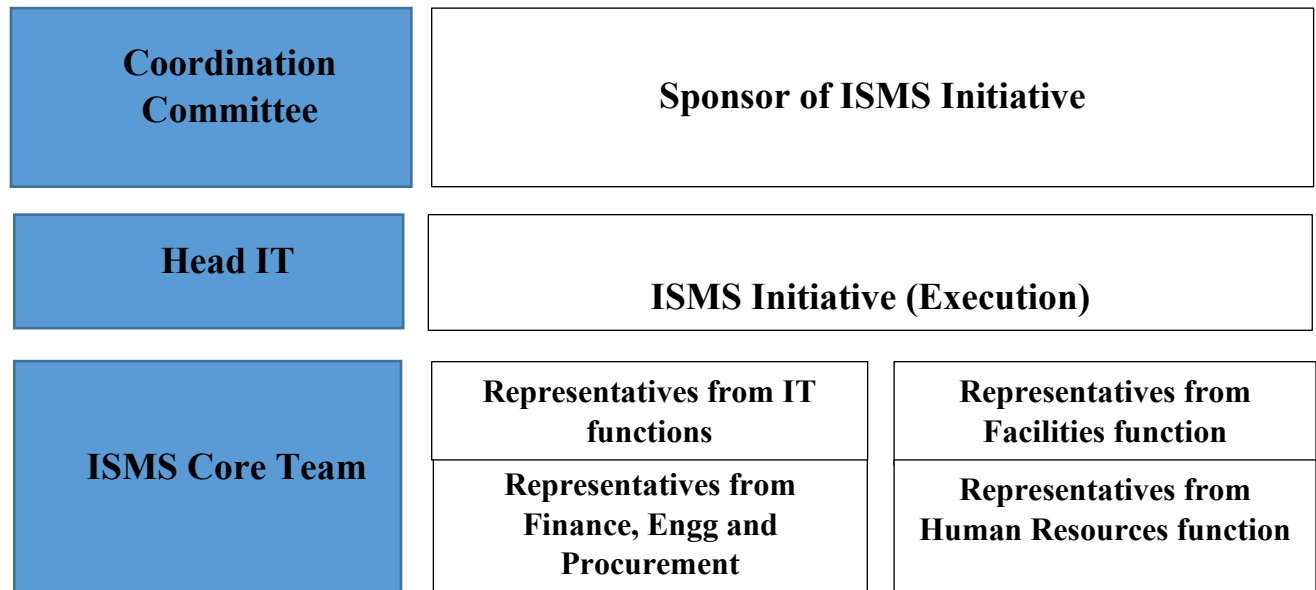 Coordination
Committee
Sponsor of ISMS Initiative
Head IT
ISMS Initiative (Execution)
ISMS Core Team
Representatives from IT
functions
Representatives from
Facilities function
Representatives from
Finance, Engg and
Procurement
Representatives from
Human Resources function